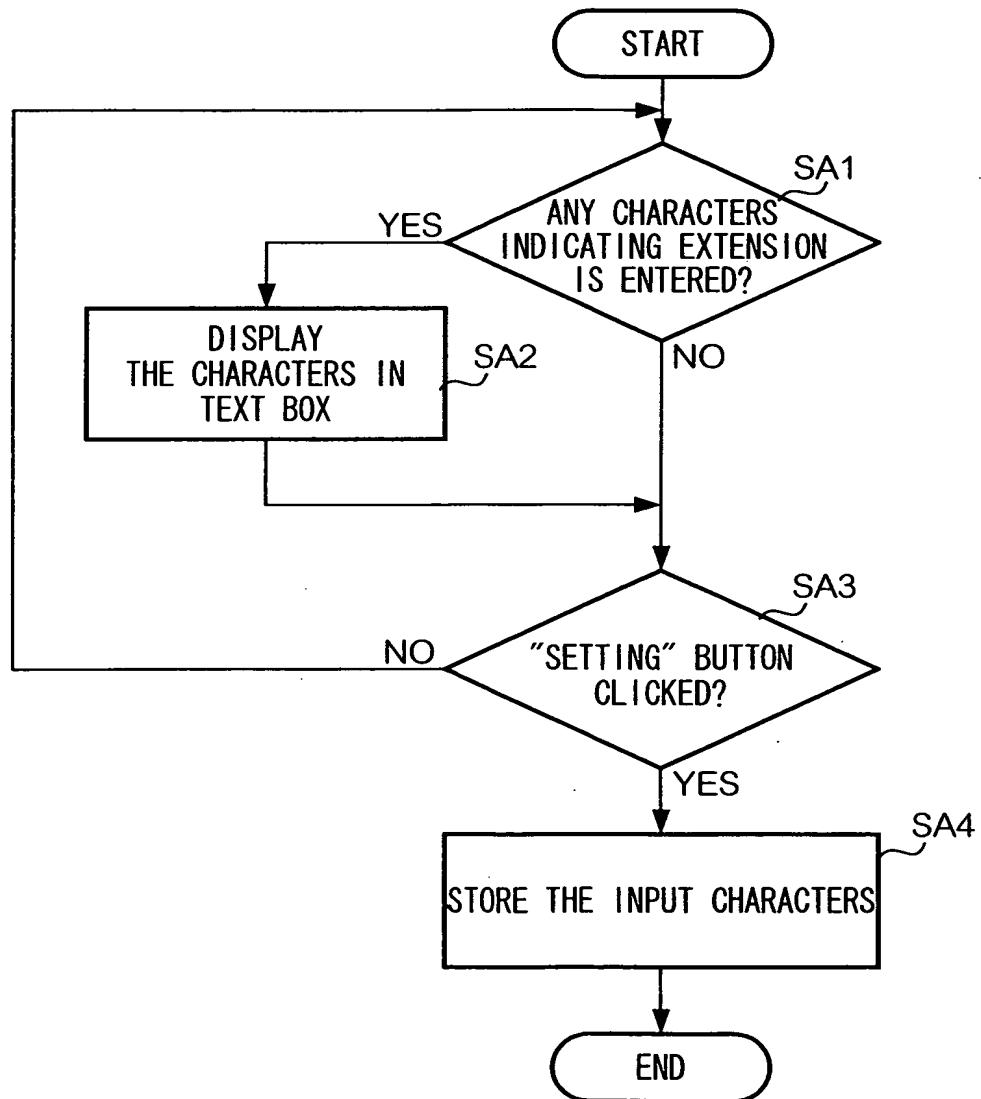 START
SA1
ANY CHARACTERS
INDICATING EXTENSION
IS ENTERED?
YES
NO
DISPLAY
THE CHARACTERS IN
TEXT BOX
SA2
SA3
"SETTING" BUTTON
CLICKED?
NO
YES
SA4
STORE THE INPUT CHARACTERS
END